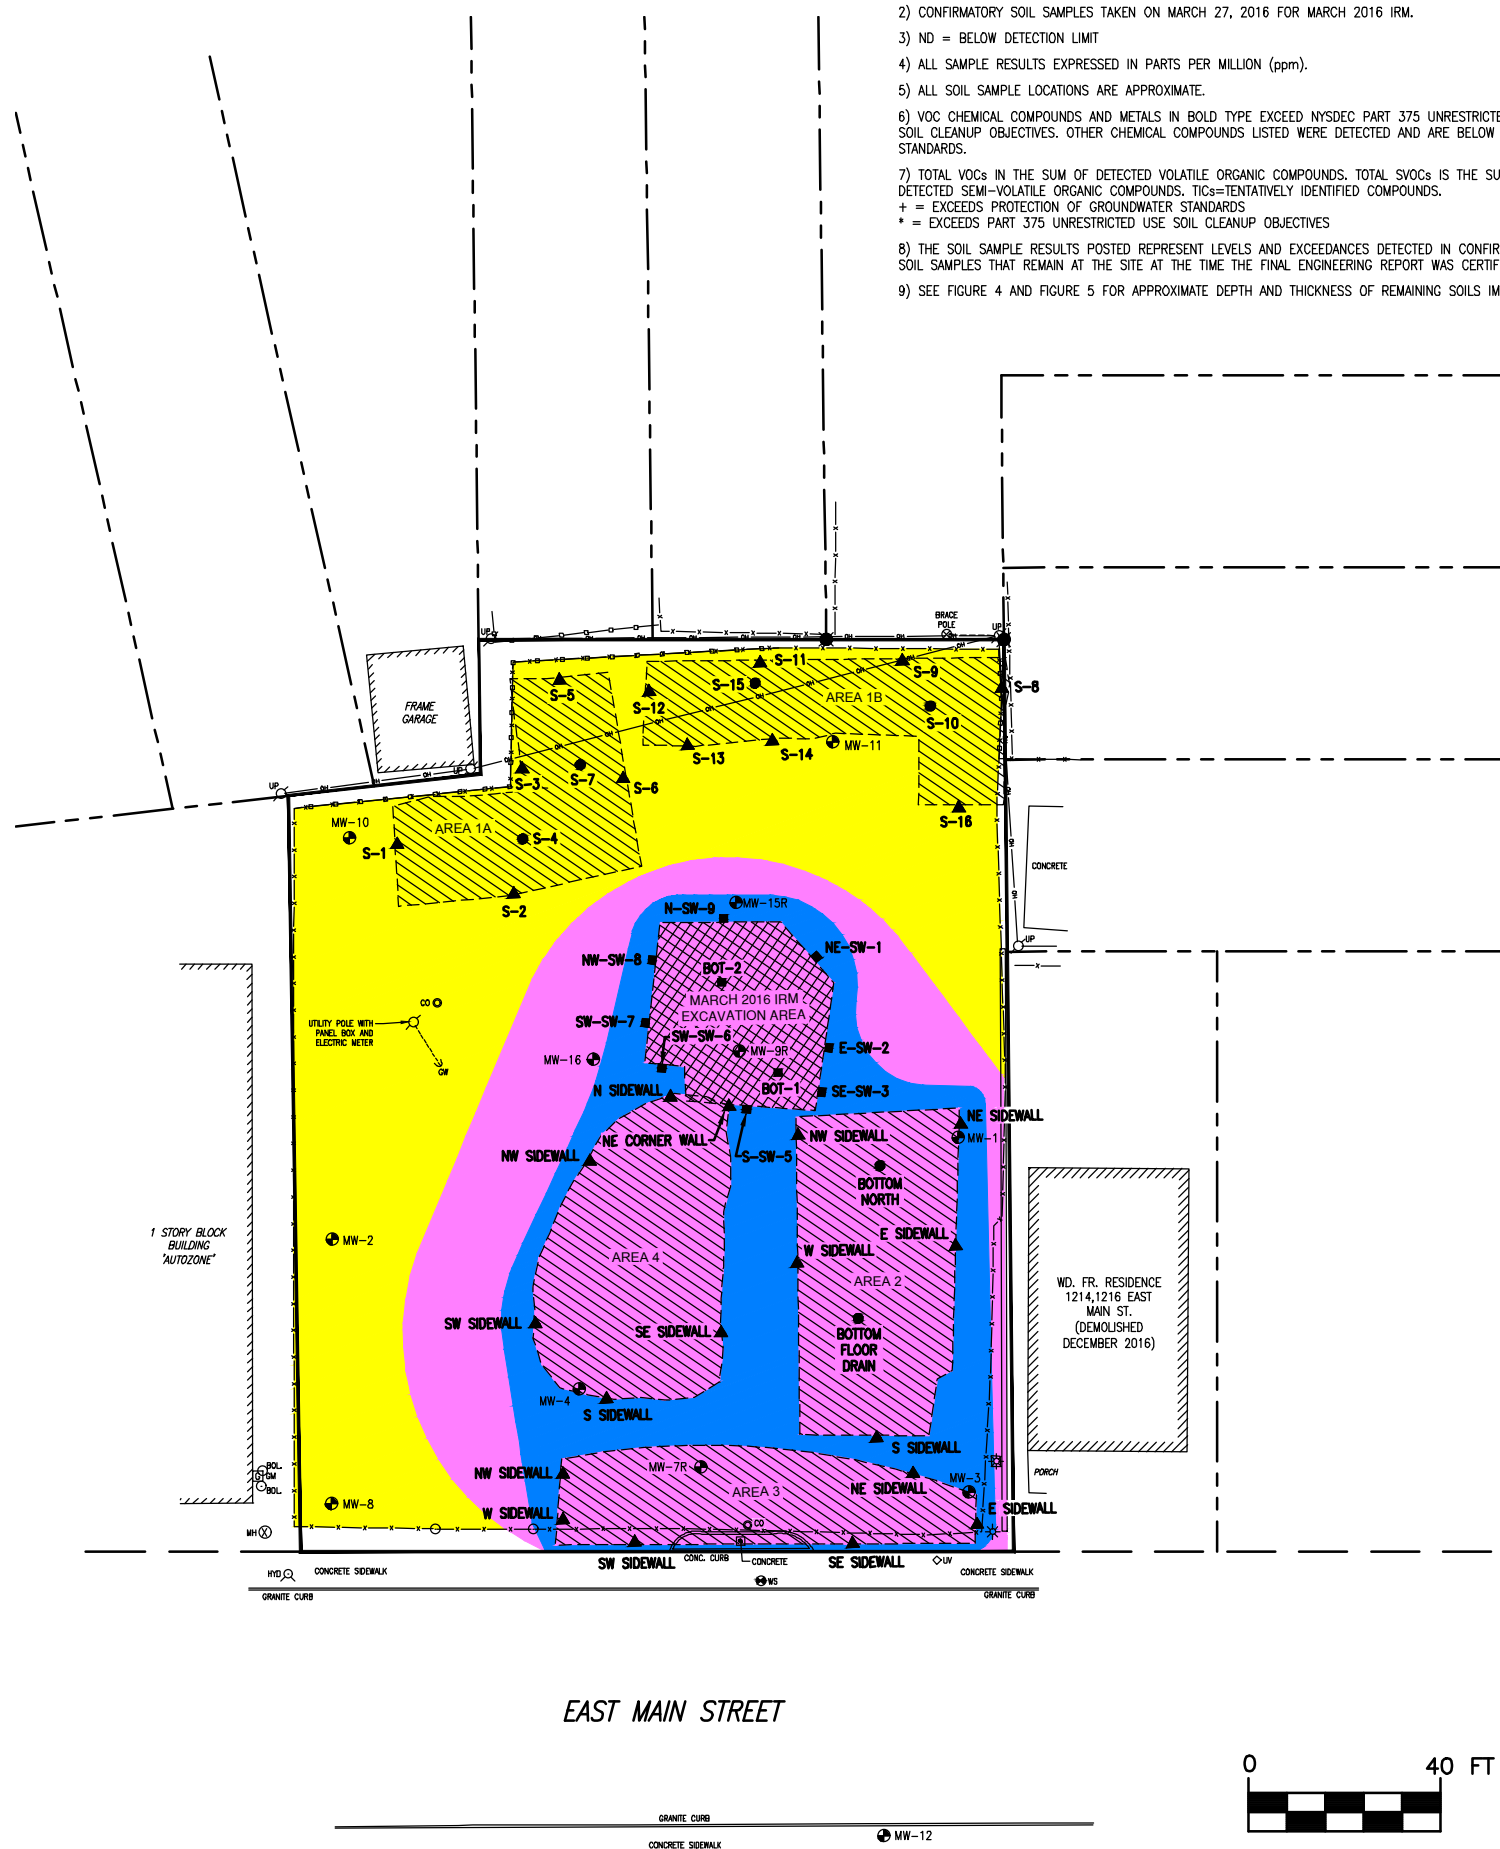 2) CONFIRMATORY SOIL SAMPLES TAKEN ON MARCH 27, 2016 FOR MARCH 2016 IRM.
3) ND = BELOW DETECTION LIMIT
4) ALL SAMPLE RESULTS EXPRESSED IN PARTS PER MILLION (ppm).
5) ALL SOIL SAMPLE LOCATIONS ARE APPROXIMATE.
6) VOC CHEMICAL COMPOUNDS AND METALS IN BOLD TYPE EXCEED NYSDEC PART 375 UNRESTRICTE
SOIL CLEANUP OBJECTIVES. OTHER CHEMICAL COMPOUNDS LISTED WERE DETECTED AND ARE BELOW
STANDARDS.
7) TOTAL VOCs IN THE SUM OF DETECTED VOLATILE ORGANIC COMPOUNDS. TOTAL SVOCs IS THE SU
DETECTED SEMI-VOLATILE ORGANIC COMPOUNDS. TICs=TENTATIVELY IDENTIFIED COMPOUNDS.
+ = EXCEEDS PROTECTION OF GROUNDWATER STANDARDS
* = EXCEEDS PART 375 UNRESTRICTED USE SOIL CLEANUP OBJECTIVES
8) THE SOIL SAMPLE RESULTS POSTED REPRESENT LEVELS AND EXCEEDANCES DETECTED IN CONFIR
SOIL SAMPLES THAT REMAIN AT THE SITE AT THE TIME THE FINAL ENGINEERING REPORT WAS CERTIF
9) SEE FIGURE 4 AND FIGURE 5 FOR APPROXIMATE DEPTH AND THICKNESS OF REMAINING SOILS IM
BRACE
POLE
UP
UP
S-11
S-9
S-15
S-5
S-12
AREA 1B
S-8
S-10
FRAME
GARAGE
S-14
MW-11
S-13
UP
S-3
S-7
S-6
UP
S-16
MW-10
AREA 1A
S-4
S-1
CONCRETE
S-2
N-SW-9
MW-15R
UP
NE-SW-1
NW-SW-8
BOT-2
MARCH 2016 IRM
EXCAVATION AREA
CO
UTILITY POLE WITH
PANEL BOX AND
ELECTRIC METER
SW-SW-7
SW-SW-6
E-SW-2
MW-16
MW-9R
GW
N SIDEWALL
BOT-1
SE-SW-3
NE SIDEWALL
NE CORNER WALL
NW SIDEWALL
MW-1
NW SIDEWALL
S-SW-5
BOTTOM
NORTH
1 STORY BLOCK
BUILDING
'AUTOZONE'
MW-2
E SIDEWALL
W SIDEWALL
AREA 4
AREA 2
WD. FR. RESIDENCE
1214,1216 EAST
MAIN ST.
(DEMOLISHED
DECEMBER 2016)
SW SIDEWALL
SE SIDEWALL
BOTTOM
FLOOR
DRAIN
MW-4
S SIDEWALL
S SIDEWALL
BOL.
G GM
BOL.
NW SIDEWALL
MW-7R
PORCH
MW-3
NE SIDEWALL
AREA 3
MW-8
W SIDEWALL
E SIDEWALL
CO
MH
SW SIDEWALL
CONC. CURB
CONCRETE
SE SIDEWALL
UV
HYD
CONCRETE SIDEWALK
WS
CONCRETE SIDEWALK
GRANITE CURB
GRANITE CURB
EAST MAIN STREET
0
40 FT
GRANITE CURB
CONCRETE SIDEWALK
MW-12